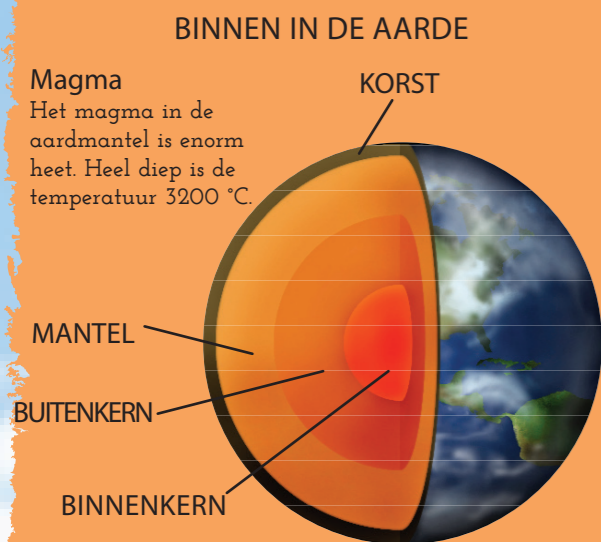 BINNEN IN DE AARDE
Magma
Het magma in de
aardmantel is enorm
heet. Heel diep is de
temperatuur 3200 °C.
KORST
MANTEL
BUITENKERN
BINNENKERN